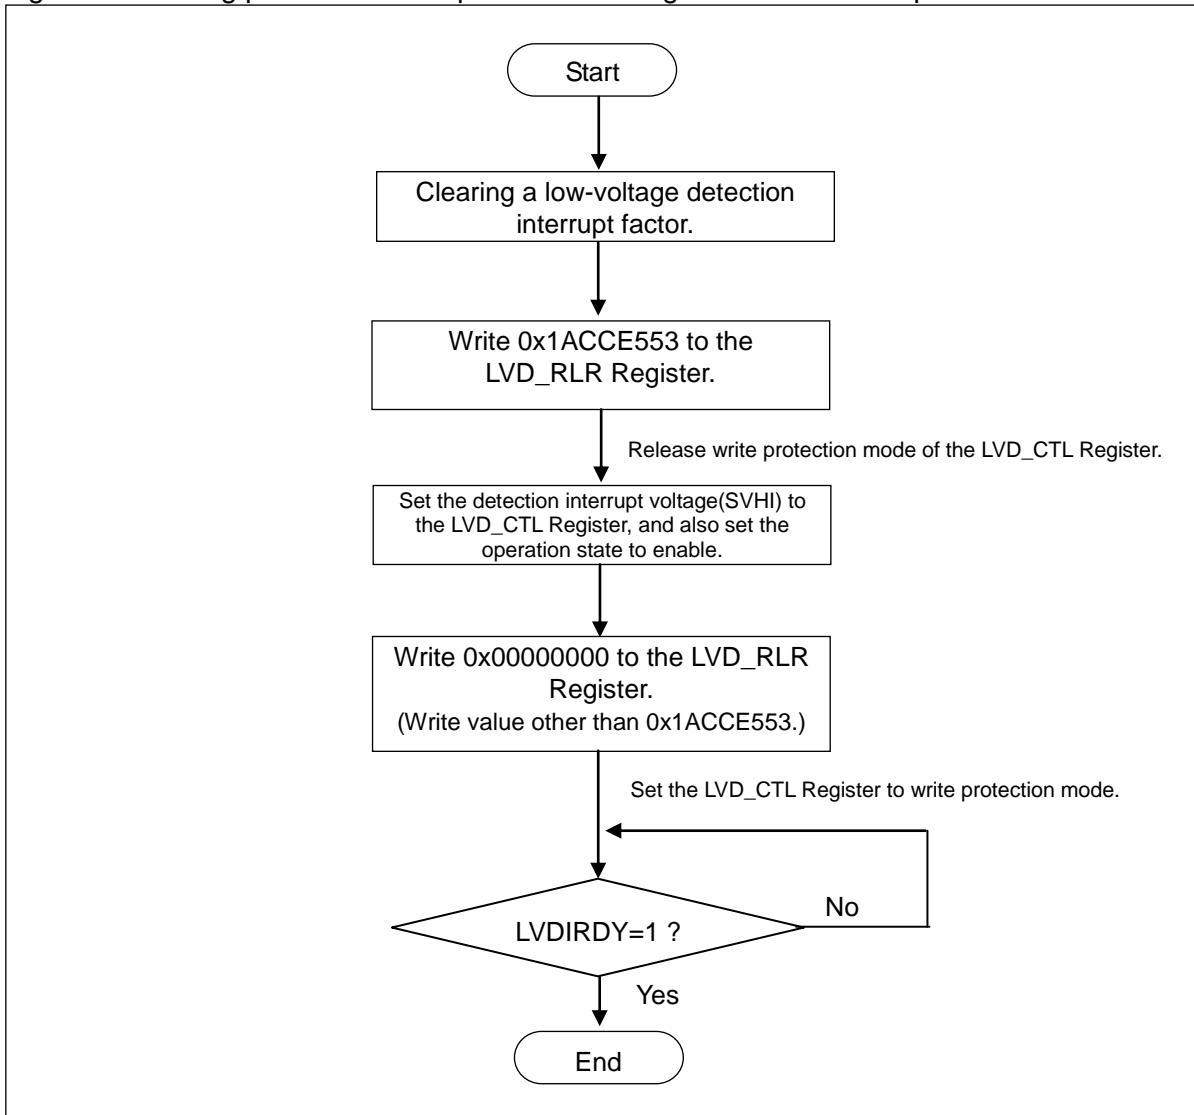 Start
Clearing a low-voltage detection
interrupt factor.
Write 0x1ACCE553 to the
LVD_RLR Register.
Release write protection mode of the LVD_CTL Register.
Set the detection interrupt voltage(SVHI) to
the LVD_CTL Register, and also set the
operation state to enable.
Write 0x00000000 to the LVD_RLR
Register.
(Write value other than 0x1ACCE553.)
Set the LVD_CTL Register to write protection mode.
No
LVDIRDY=1 ?
Yes
End